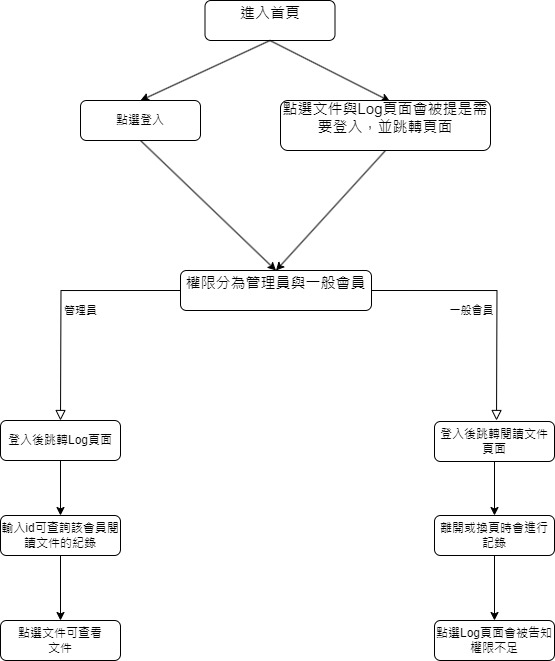 進入首頁
點選登入
點選文件與Log頁面會被提是需
要登入，並跳轉頁面
權限分為管理員與一般會員
管理員
一般會員
登入後跳轉Log頁面
登入後跳轉閱讀文件
頁面
輸入id可查詢該會員閱
讀文件的紀錄
離開或換頁時會進行
記錄
點選文件可查看
文件
點選Log頁面會被告知
權限不足